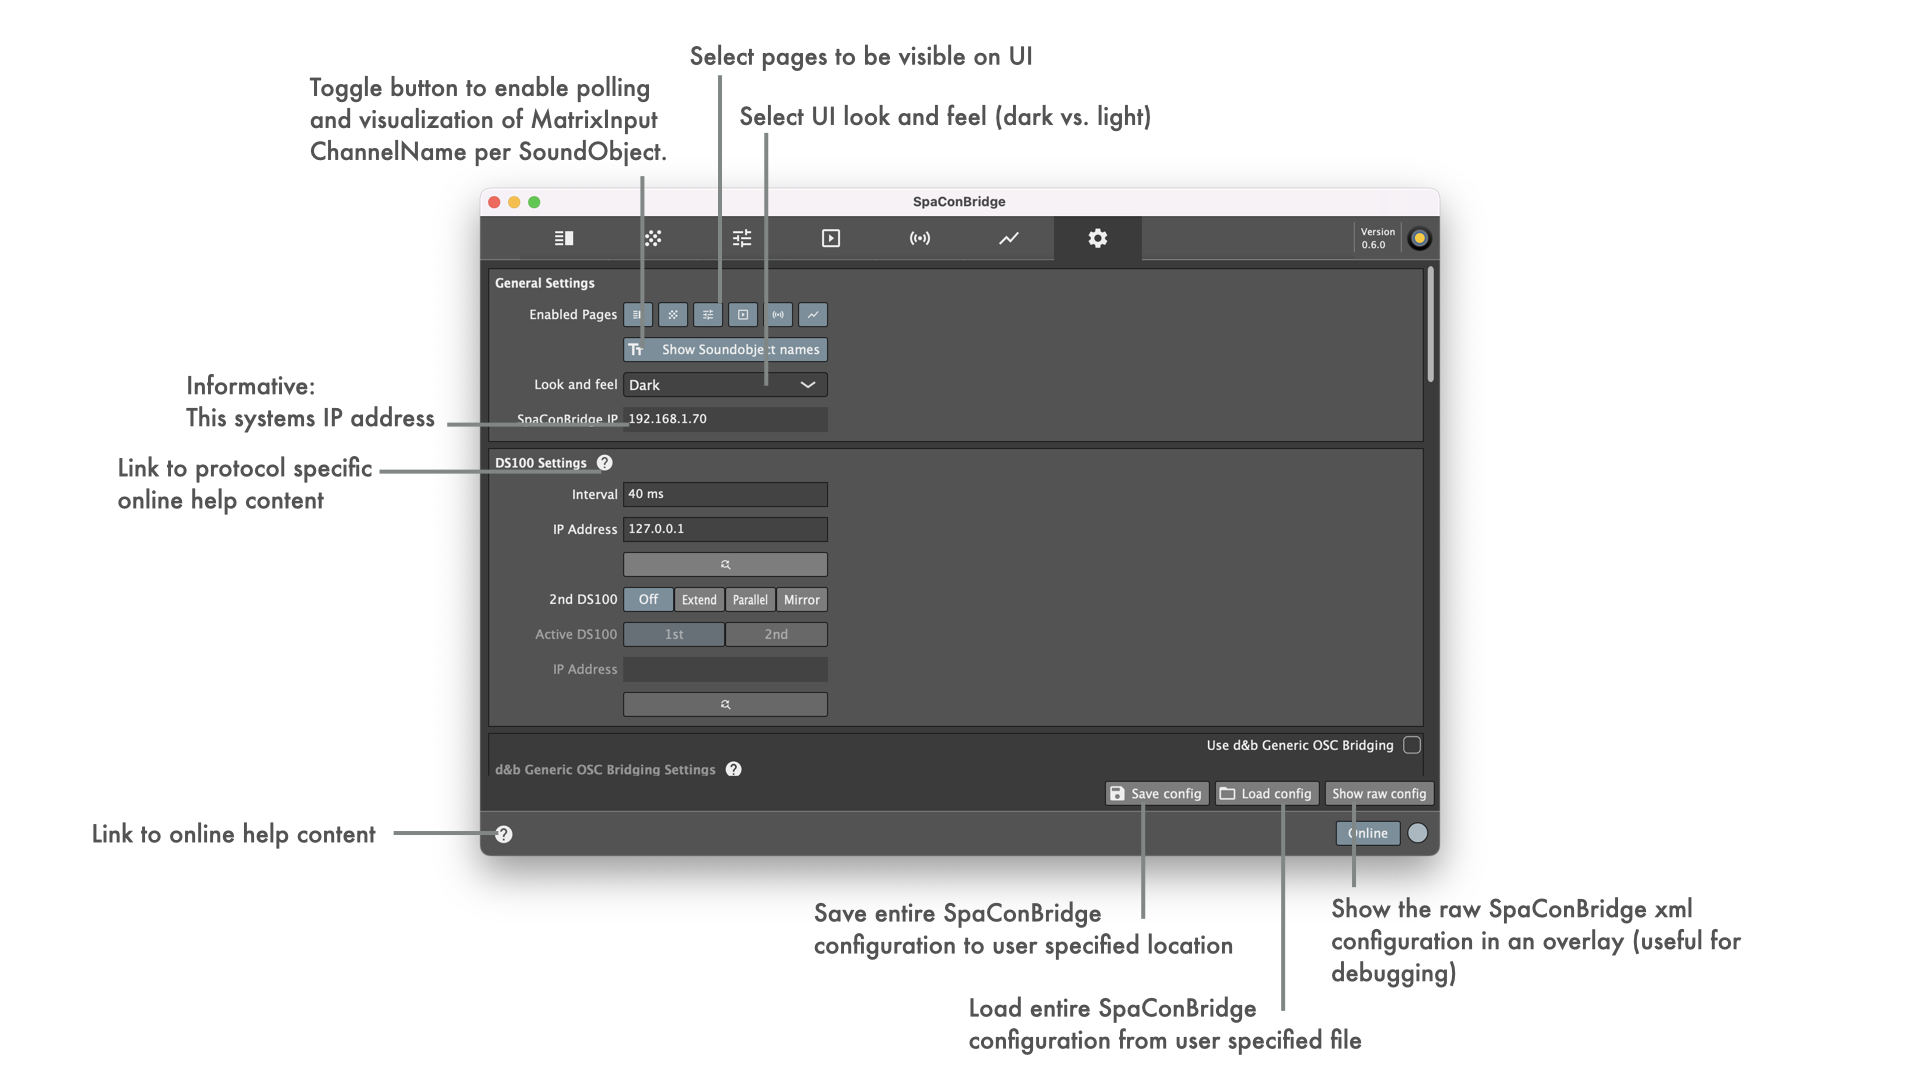 Select pages to be visible on UI
Toggle button to enable polling
and visualization of MatrixInput
ChannelName per SoundObject.
Select UI look and feel (dark vs. light)
SpaConBridge
Version
0.6.0
General Settings
Enabled Pages
Tт Show Soundobject names
Look and feel Dark
Informative:
This systems IP address
SpaConBridge IP 192.168.1.70
Link to protocol specific
online help content
DS100 Settings ?
Interval 40 ms
IP Address 127.0.0.1
2nd DS100 Off Extend Parallel Mirror
Active DS100 1st 2nd
IP Address
Use d&b Generic OSC Bridging
d&b Generic OSC Bridging Settings ?
Save config Load config Show raw config
Link to online help content
?
Online
Save entire SpaConBridge
configuration to user specified location
Show the raw SpaConBridge xml
configuration in an overlay (useful for
debugging)
Load entire SpaConBridge
configuration from user specified file